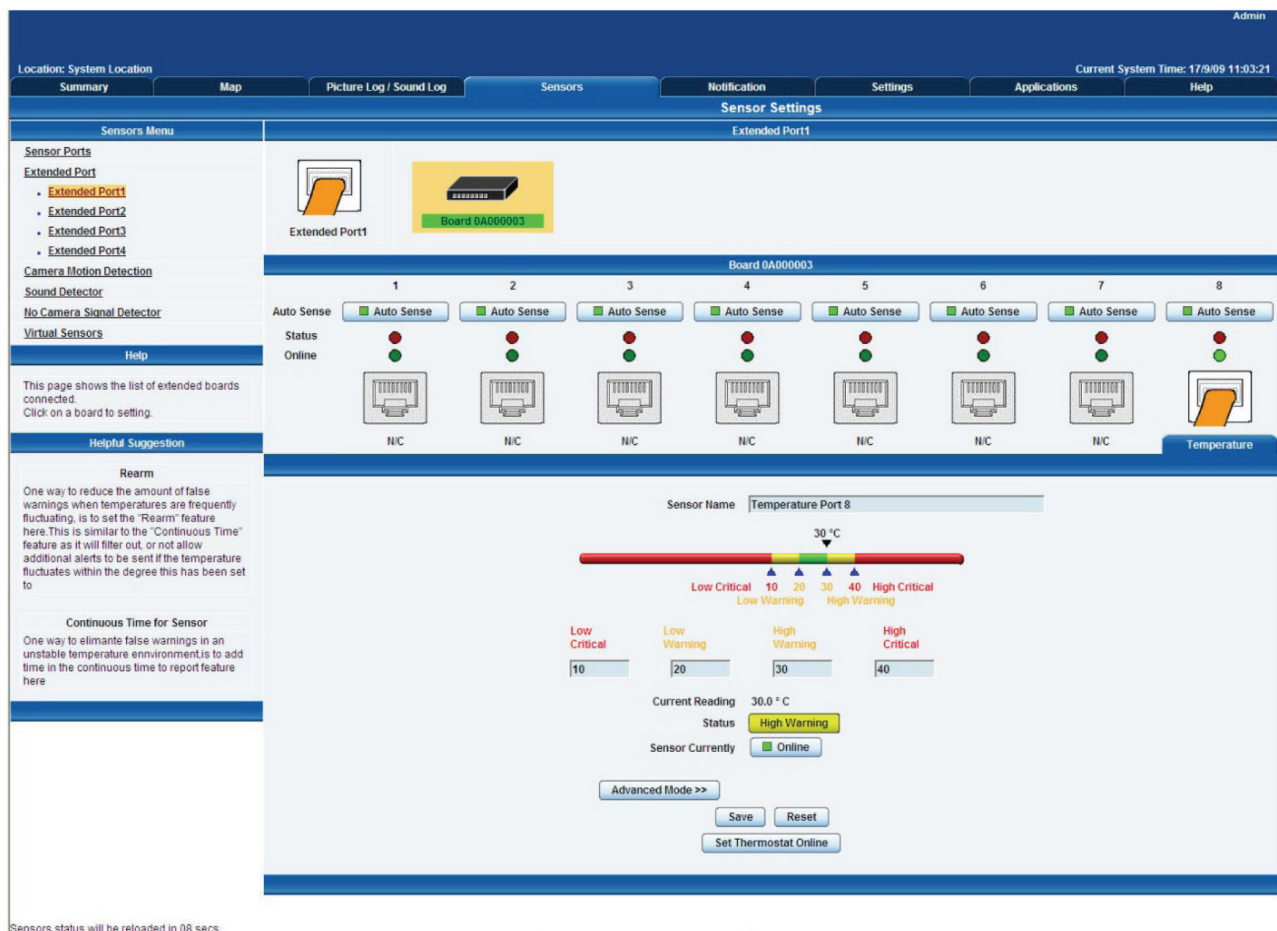 Admin
Location: System Location
Current System Time: 17/9/09 11:03:21
Summary
Map
Picture Log / Sound Log
Sensors
Notification
Settings
Applications
Help
Sensor Settings
Sensors Menu
Sensor Ports
Extended Port
Extended Port1
Extended Port2
Extended Port3
Extended Port4
Camera Motion Detection
Sound Detector
No Camera Signal Detector
Virtual Sensors
Help
This page shows the list of extended boards
connected.
Click on a board to setting.
Helpful Suggestion
Rearm
One way to reduce the amount of false
warnings when temperatures are frequently
fluctuating, is to set the "Rearm" feature
here.This is similar to the "Continuous Time"
feature as it will filter out, or not allow
additional alerts to be sent if the temperature
fluctuates within the degree this has been set
to
Continuous Time for Sensor
One way to elimante false warnings in an
unstable temperature ennvironment,is to add
time in the continuous time to report feature
here
Extended Port1
Extended Port1
Board 0A000003
Board 0A000003
1 2 3 4 5 6 7 8
Auto Sense Auto Sense Auto Sense Auto Sense Auto Sense Auto Sense Auto Sense Auto Sense Auto Sense
Status
Online
N/C N/C N/C N/C N/C N/C N/C Temperature
Sensor Name Temperature Port 8
30 °C
Low Critical 10 20 30 40 High Critical
Low Warning High Warning
Low Critical
Low Warning
High Warning
High Critical
10 20 30 40
Current Reading 30.0 ° C
Status High Warning
Sensor Currently Online
Advanced Mode >>
Save Reset
Set Thermostat Online
Sensors status will be reloaded in 08 secs